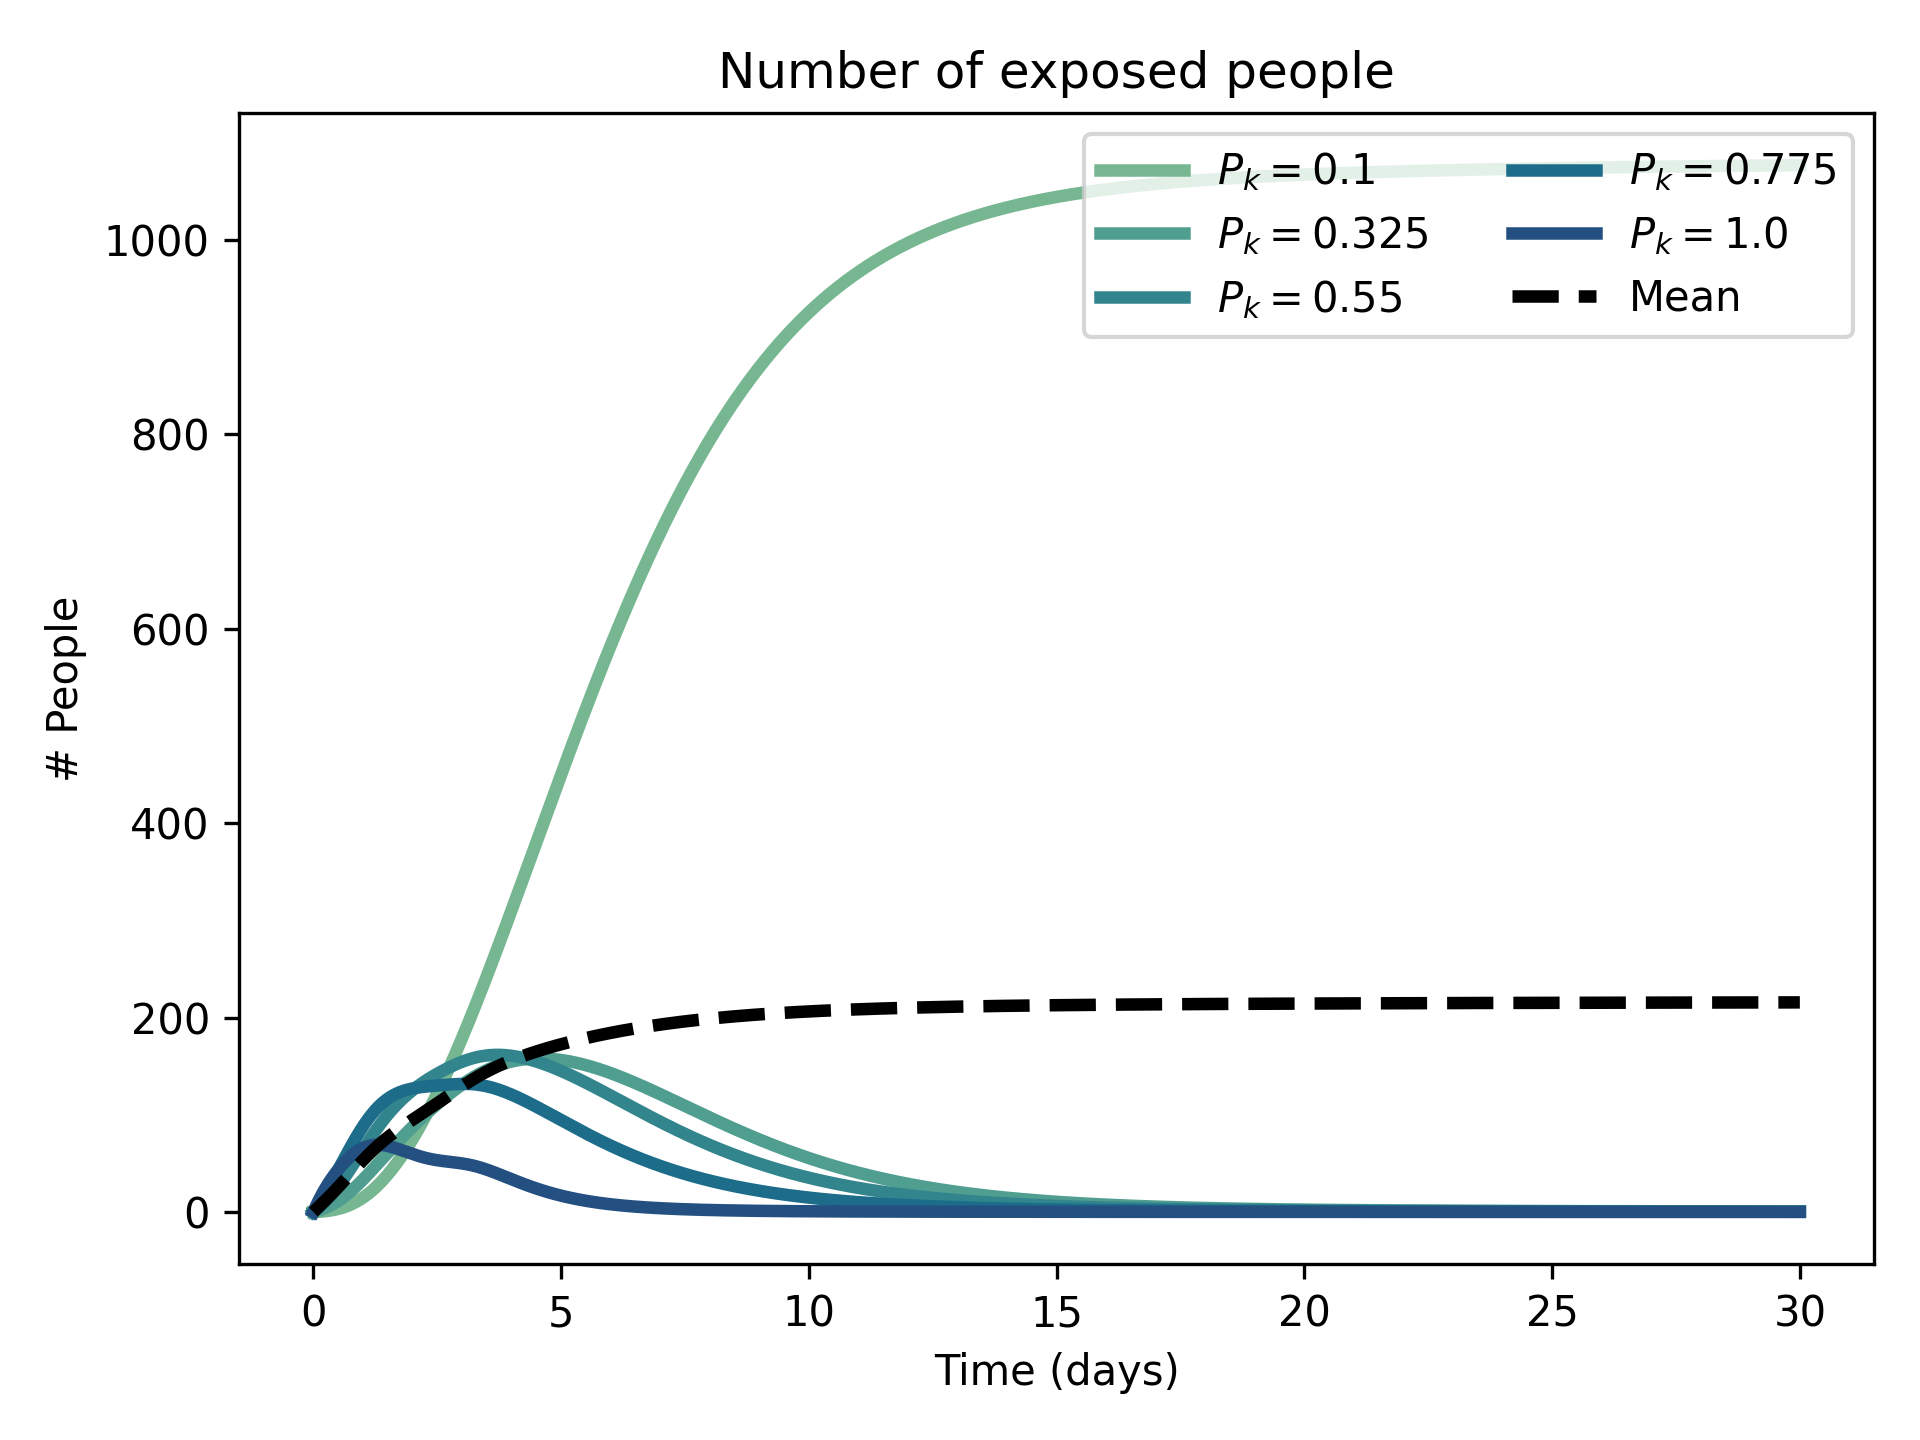 Number of exposed people
P_k = 0.1
P_k = 0.325
P_k = 0.55
P_k = 0.775
P_k = 1.0
Mean
# People
1000
800
600
400
200
0
0 5 10 15 20 25 30
Time (days)